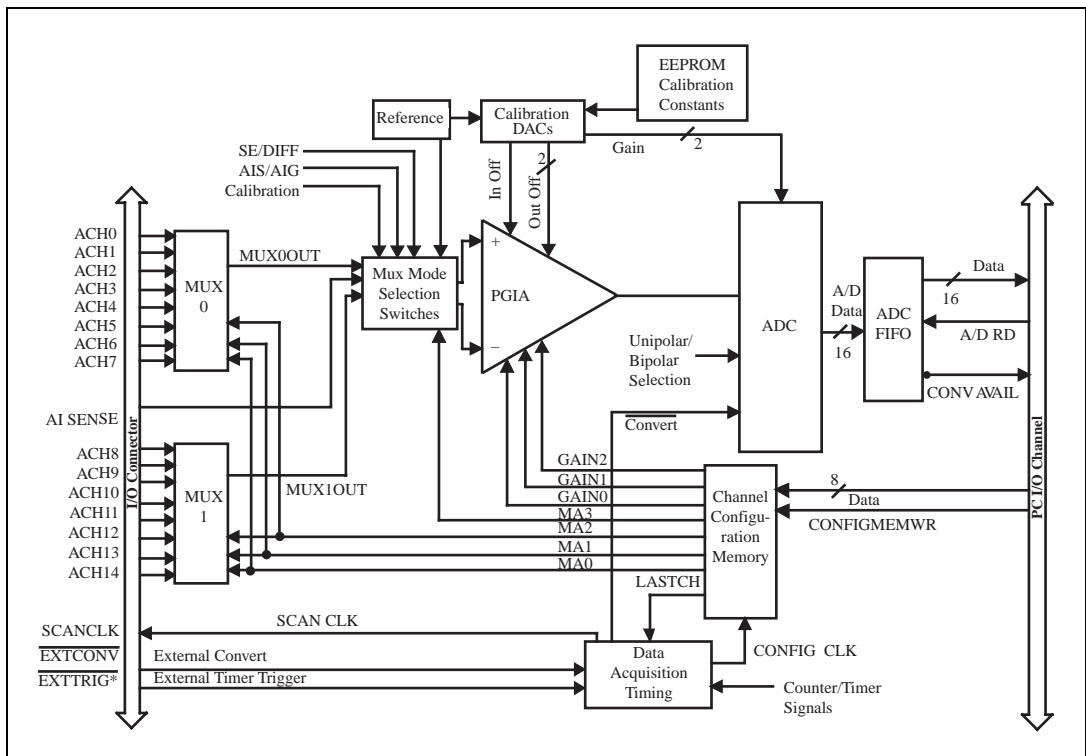 EEPROM
Calibration
Constants
Reference
Calibration
DACs
Gain
2
SE/DIFF
AIS/AIG
Calibration
In Off
Out Off
2
ACH0
ACH1
ACH2
ACH3
ACH4
ACH5
ACH6
ACH7
MUX
0
MUX0OUT
Mux Mode
Selection
Switches
+
PGIA
−
ADC
A/D
Data
16
ADC
FIFO
Data
16
A/D RD
CONV AVAIL
Unipolar/
Bipolar
Selection
Convert
AI SENSE
I/O Connector
PC I/O Channel
ACH8
ACH9
ACH10
ACH11
ACH12
ACH13
ACH14
MUX
1
MUX1OUT
GAIN2
GAIN1
GAIN0
MA3
MA2
MA1
MA0
Channel
Configu-
ration
Memory
8
Data
CONFIGMEMWR
LASTCH
SCANCLK
SCAN CLK
EXTCONV
External Convert
EXTTRIG*
External Timer Trigger
Data
Acquisition
Timing
CONFIG CLK
Counter/Timer
Signals